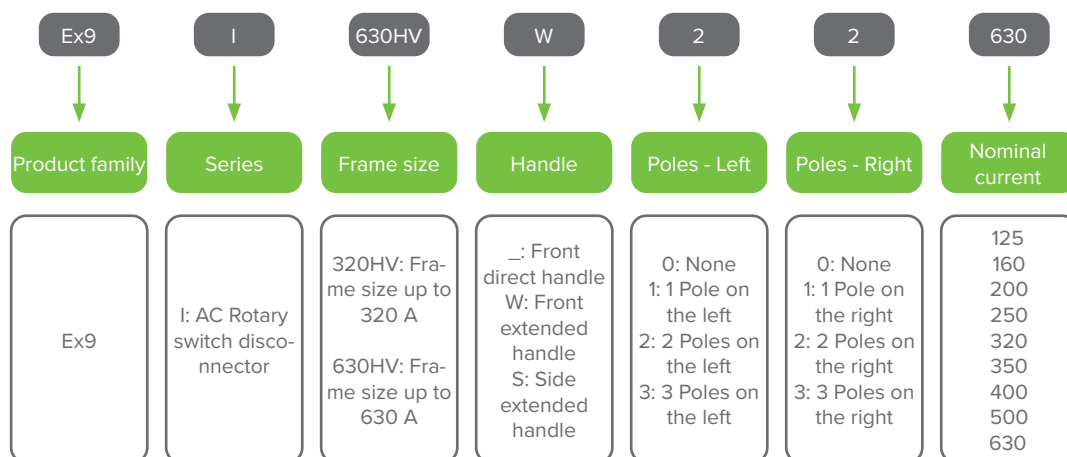 Ex9
I
630HV
W
2
2
630
Product family
Series
Frame size
Handle
Poles - Left
Poles - Right
Nominal
current
Ex9
I: AC Rotary
switch disco-
nnector
320HV: Fra-
me size up to
320 A
630HV: Fra-
me size up to
630 A
_: Front
direct handle
W: Front
extended
handle
S: Side
extended
handle
0: None
1: 1 Pole on
the left
2: 2 Poles on
the left
3: 3 Poles on
the left
0: None
1: 1 Pole on
the right
2: 2 Poles on
the right
3: 3 Poles on
the right
125
160
200
250
320
350
400
500
630